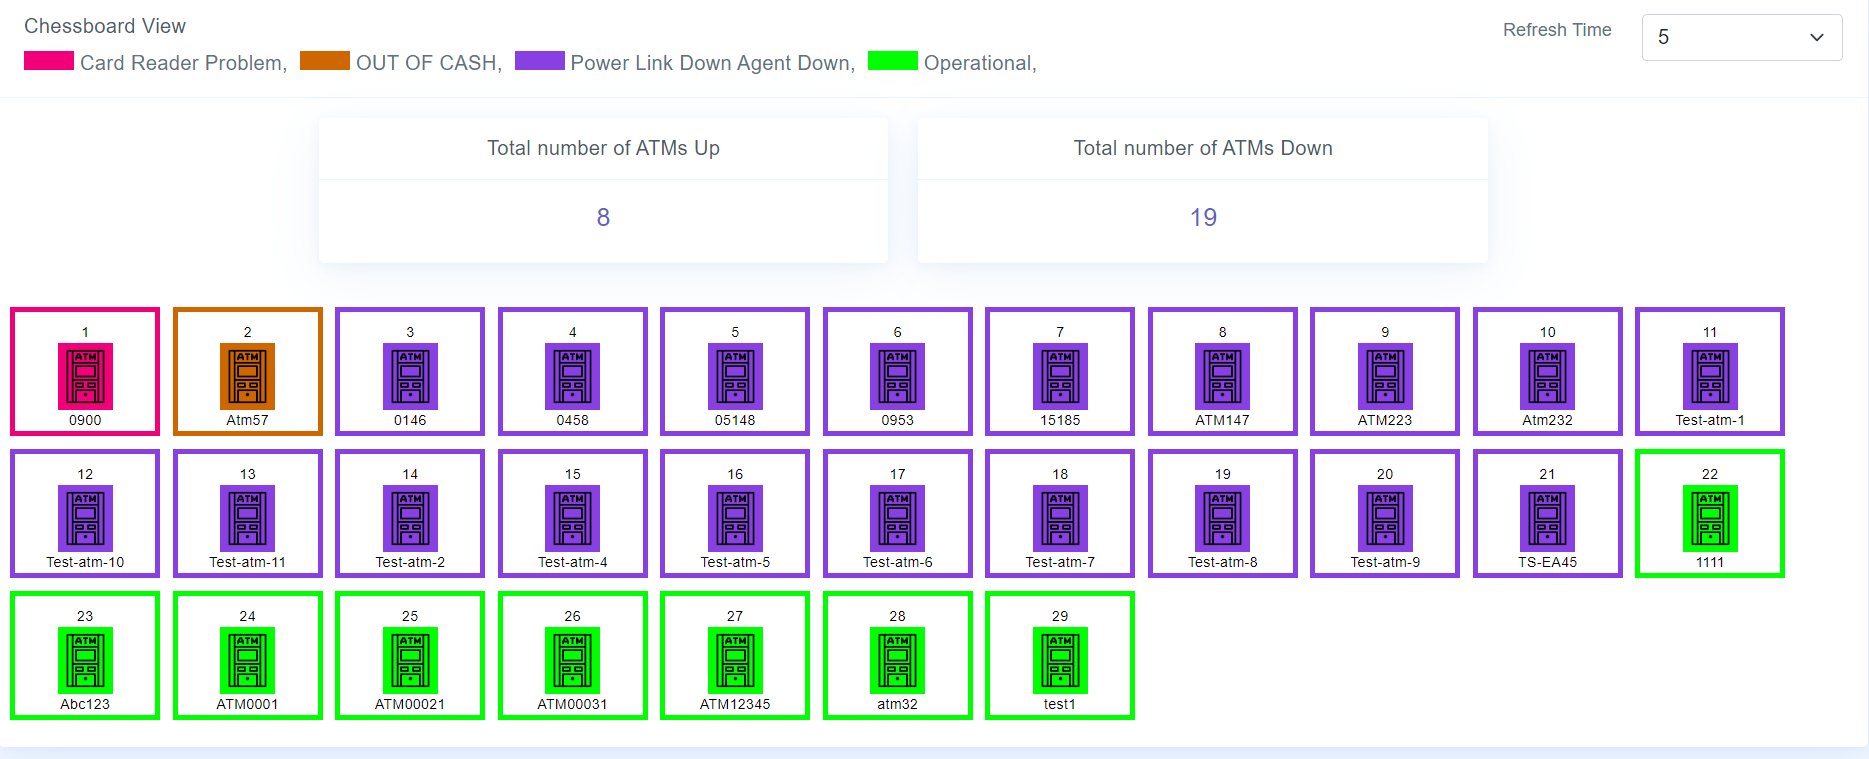 Chessboard View
Refresh Time
5
Card Reader Problem, OUT OF CASH, Power Link Down Agent Down, Operational,
Total number of ATMs Up
8
Total number of ATMs Down
19
1 2 3 4 5 6 7 8 9 10 11
ATM ATM ATM ATM ATM ATM ATM ATM ATM ATM ATM
0900 Atm57 0146 0458 05148 0953 15185 ATM147 ATM223 Atm232 Test-atm-1
12 13 14 15 16 17 18 19 20 21 22
ATM ATM ATM ATM ATM ATM ATM ATM ATM ATM ATM
Test-atm-10 Test-atm-11 Test-atm-2 Test-atm-4 Test-atm-5 Test-atm-6 Test-atm-7 Test-atm-8 Test-atm-9 TS-EA45 1111
23 24 25 26 27 28 29
ATM ATM ATM ATM ATM ATM ATM
Abc123 ATM0001 ATM00021 ATM00031 ATM12345 atm32 test1